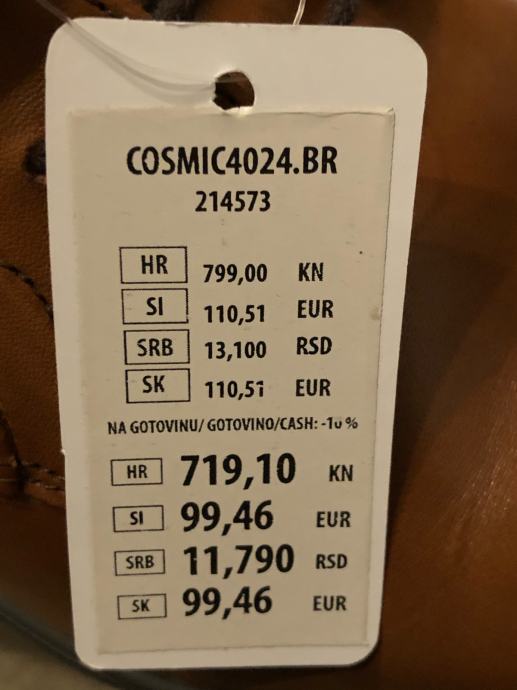 COSMIC4024.BR
214573
HR 799,00 KN
SI 110,51 EUR
SRB 13,100 RSD
SK 110,51 EUR
NA GOTOVINU/ GOTOVINO/CASH: -10 %
HR 719,10 KN
SI 99,46 EUR
SRB 11,790 RSD
SK 99,46 EUR